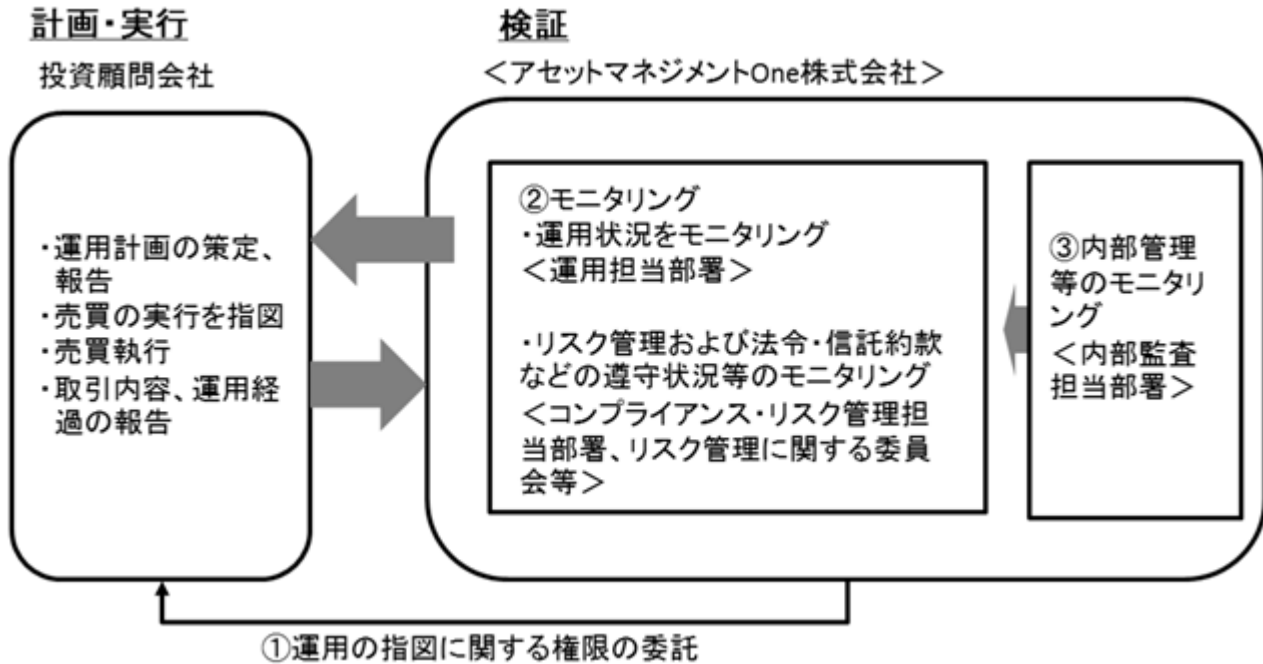 計画・実行
投資顧問会社
・運用計画の策定、
報告
・売買の実行を指図
・売買執行
・取引内容、運用経
過の報告
検証
＜アセットマネジメントOne株式会社＞
②モニタリング
・運用状況をモニタリング
＜運用担当部署＞
・リスク管理および法令・信託約款
などの遵守状況等のモニタリング
＜コンプライアンス・リスク管理担
当部署、リスク管理に関する委員
会等＞
③内部管理
等のモニタリ
ング
＜内部監査
担当部署＞
①運用の指図に関する権限の委託